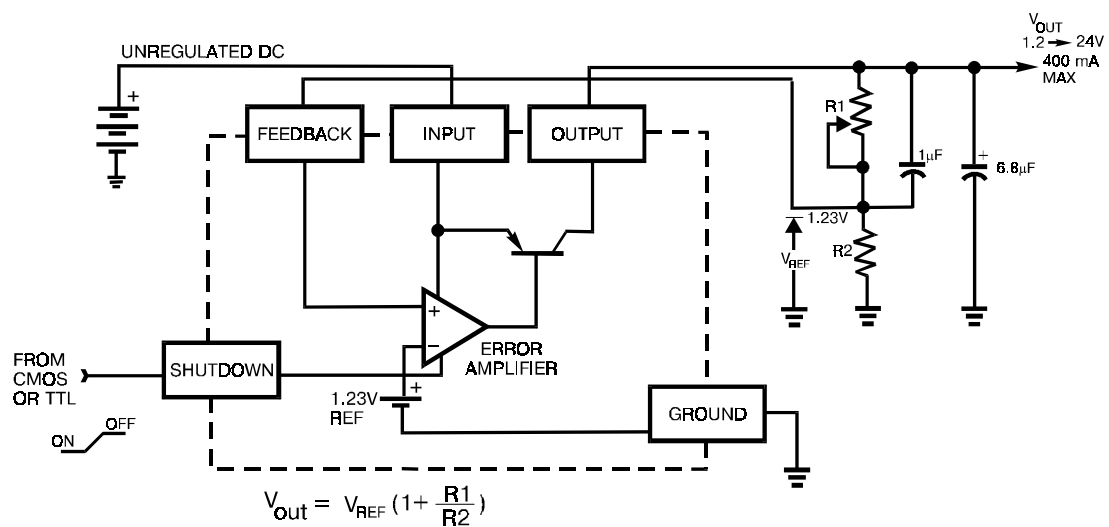 UNREGULATED DC
+
FEEDBACK
INPUT
OUTPUT
V_OUT
1.2 → 24V
400 mA
MAX
R1
1µF
+
6.8µF
1.23V
V_REF
R2
+
−
ERROR
AMPLIFIER
FROM
CMOS
OR TTL
SHUTDOWN
ON
OFF
1.23V
REF
+
GROUND
V_out = V_REF (1+ R1/R2)